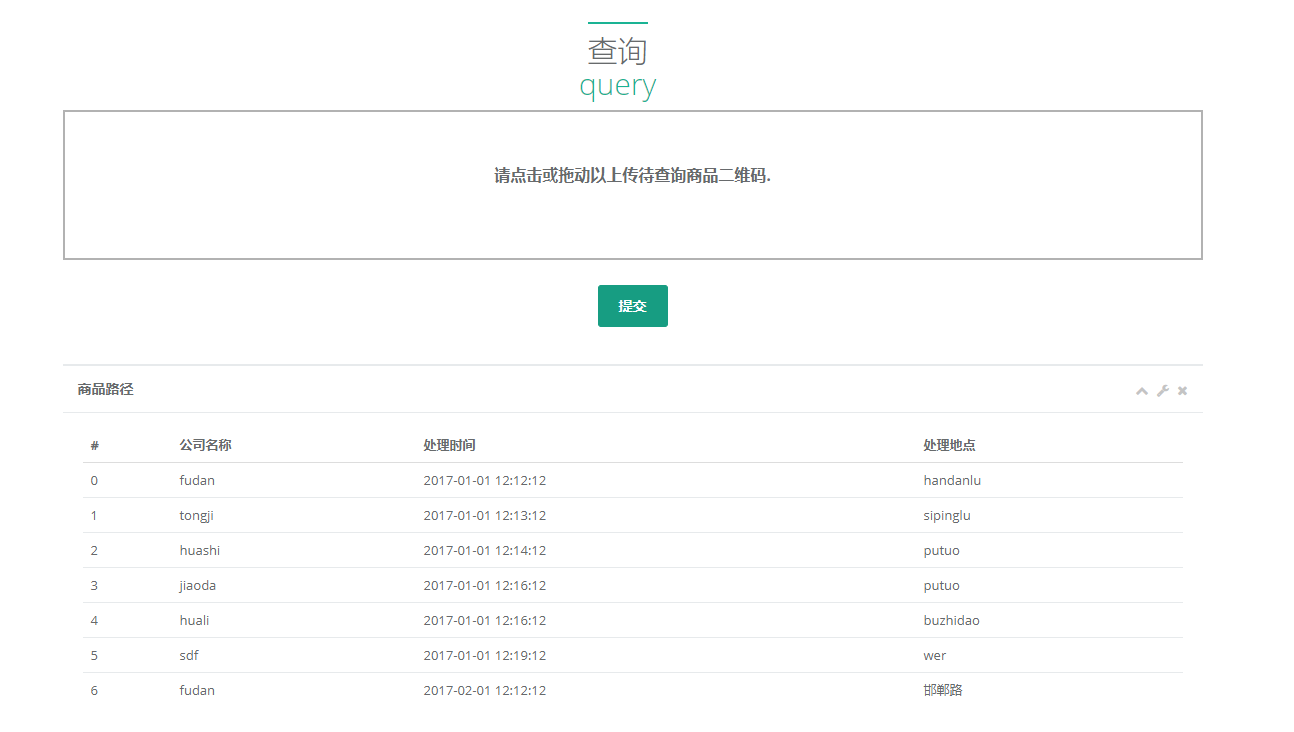 查询
query
请点击或拖动以上传待查询商品二维码.
提交
商品路径
# 公司名称 处理时间 处理地点
0 fudan 2017-01-01 12:12:12 handanlu
1 tongji 2017-01-01 12:13:12 sipinglu
2 huashi 2017-01-01 12:14:12 putuo
3 jiaoda 2017-01-01 12:16:12 putuo
4 huali 2017-01-01 12:16:12 buzhidao
5 sdf 2017-01-01 12:19:12 wer
6 fudan 2017-02-01 12:12:12 邯郸路